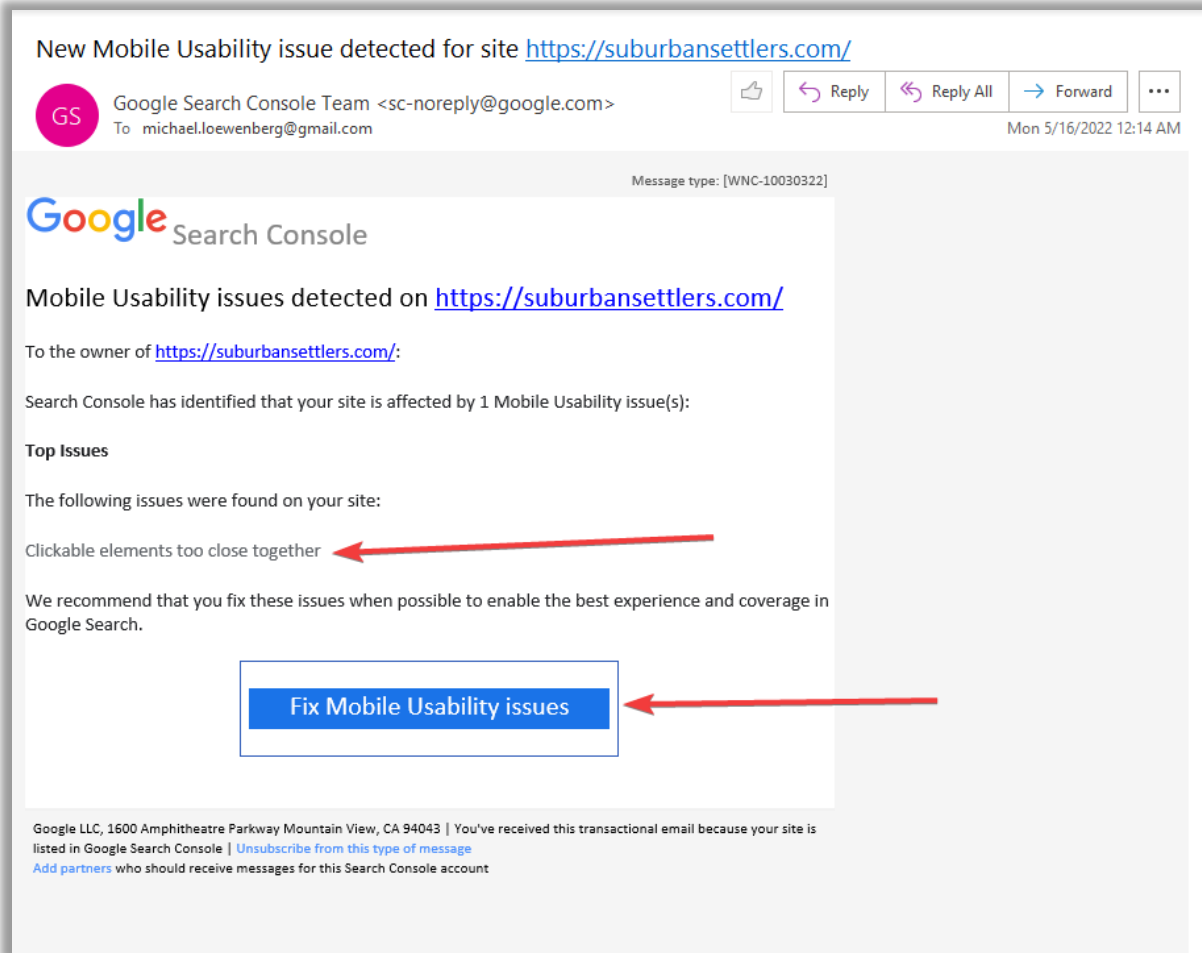 New Mobile Usability issue detected for site https://suburbansettlers.com/
GS
Google Search Console Team <sc-noreply@google.com>
To michael.loewenberg@gmail.com
Reply
Reply All
Forward
Mon 5/16/2022 12:14 AM
Message type: [WNC-10030322]
Google Search Console
Mobile Usability issues detected on https://suburbansettlers.com/
To the owner of https://suburbansettlers.com/:
Search Console has identified that your site is affected by 1 Mobile Usability issue(s):
Top Issues
The following issues were found on your site:
Clickable elements too close together
We recommend that you fix these issues when possible to enable the best experience and coverage in
Google Search.
Fix Mobile Usability issues
Google LLC, 1600 Amphitheatre Parkway Mountain View, CA 94043 | You've received this transactional email because your site is
listed in Google Search Console | Unsubscribe from this type of message
Add partners who should receive messages for this Search Console account